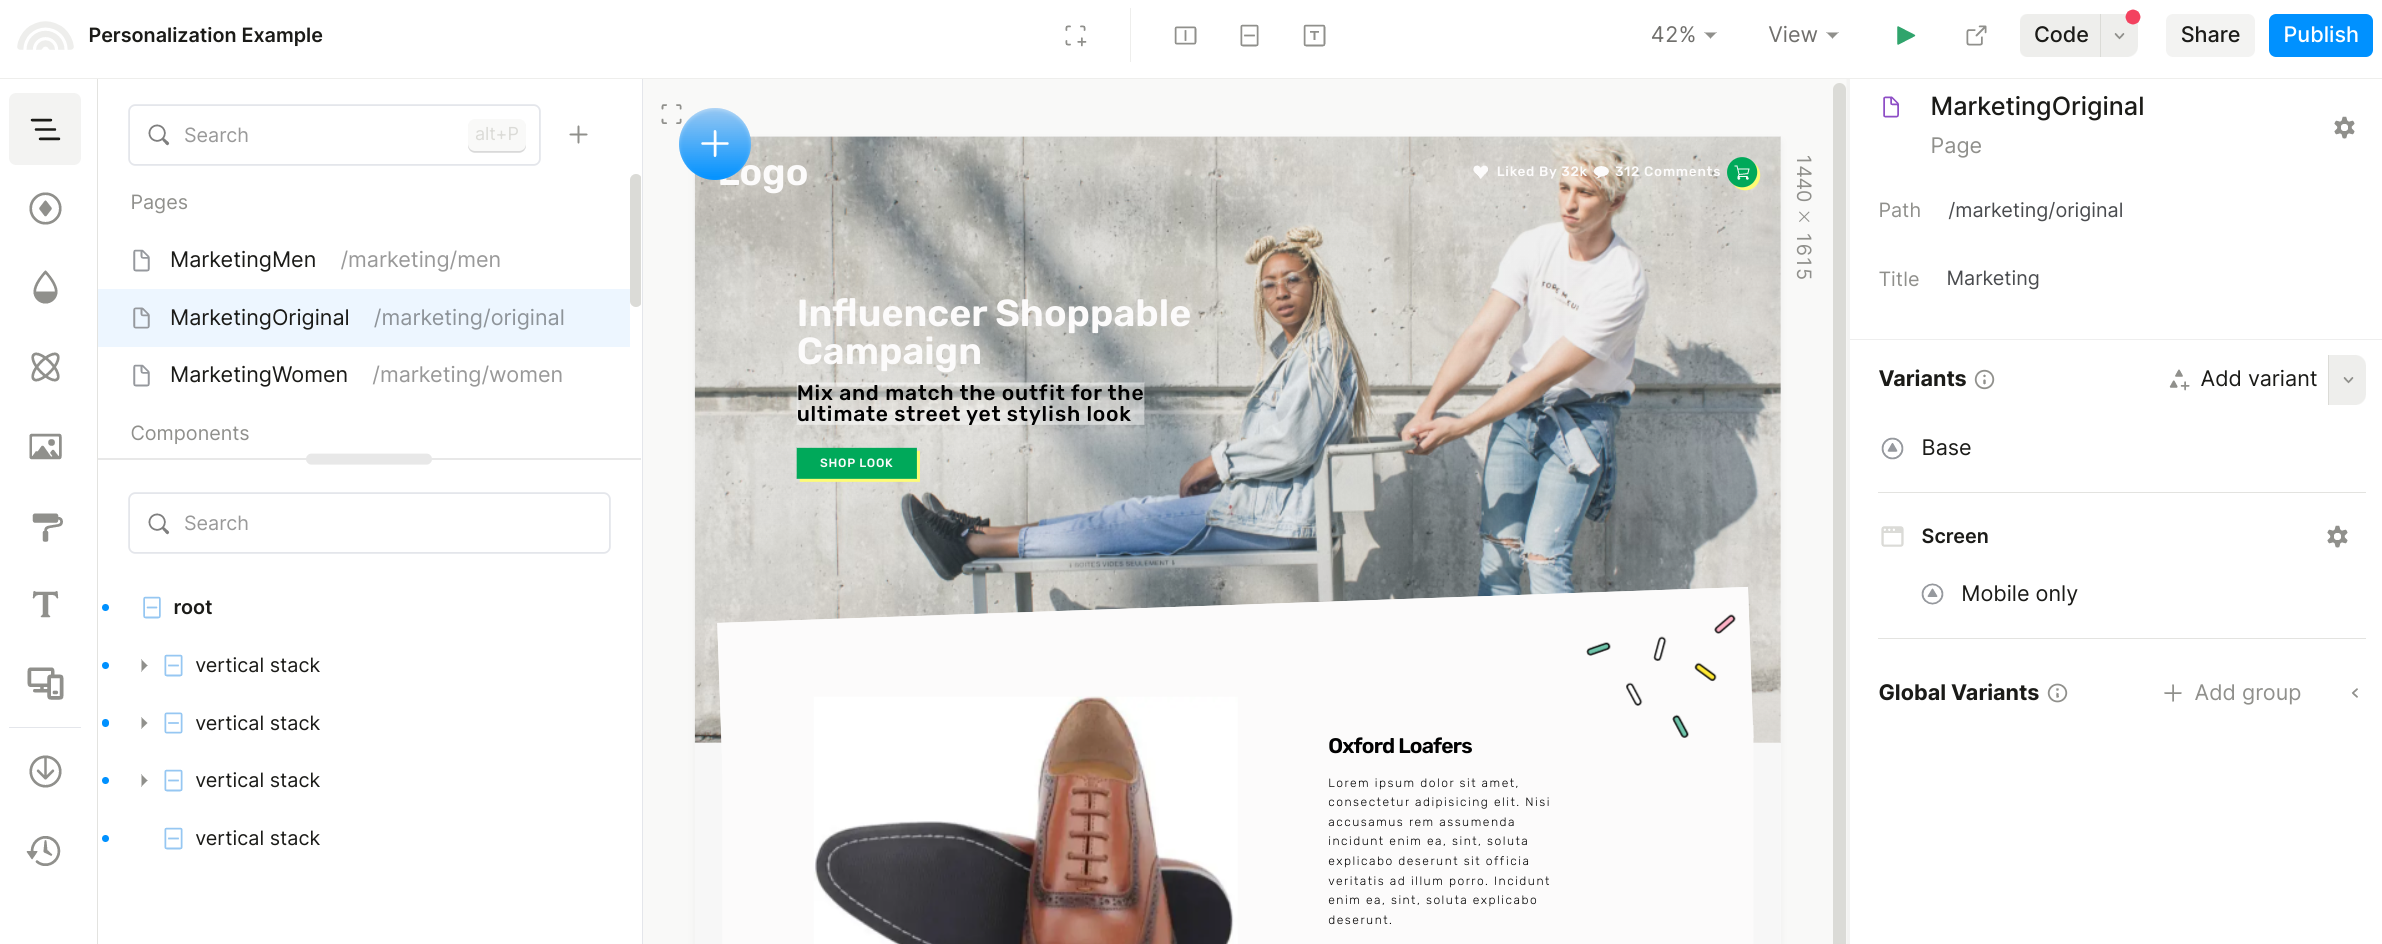 Personalization Example
42%
View
Code
Share
Publish
Search
alt+P
Pages
MarketingMen /marketing/men
MarketingOriginal /marketing/original
MarketingWomen /marketing/women
Components
Search
root
vertical stack
vertical stack
vertical stack
vertical stack
Logo
Liked By 32k
312 Comments
Influencer Shoppable
Campaign
Mix and match the outfit for the
ultimate street yet stylish look
SHOP LOOK
Oxford Loafers
Lorem ipsum dolor sit amet,
consectetur adipisicing elit. Nisi
accusamus rem assumenda
incidunt enim ea, sint, soluta
explicabo deserunt sit officia
veritatis ad illum porro. Incidunt
enim ea, sint, soluta explicabo
deserunt.
1440 × 1615
MarketingOriginal
Page
Path /marketing/original
Title Marketing
Variants
Add variant
Base
Screen
Mobile only
Global Variants
Add group